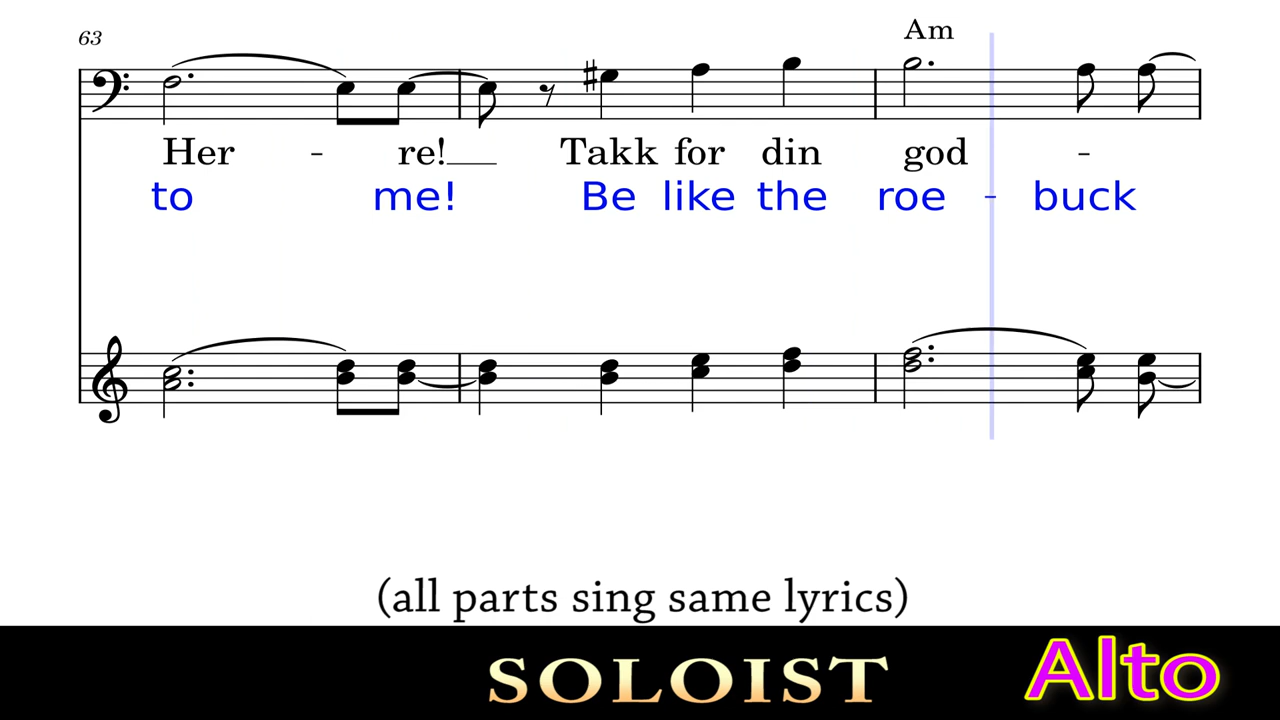 63
Am
Her - re!__ Takk for din god -
to me! Be like the roe - buck
(all parts sing same lyrics)
SOLOIST
Alto